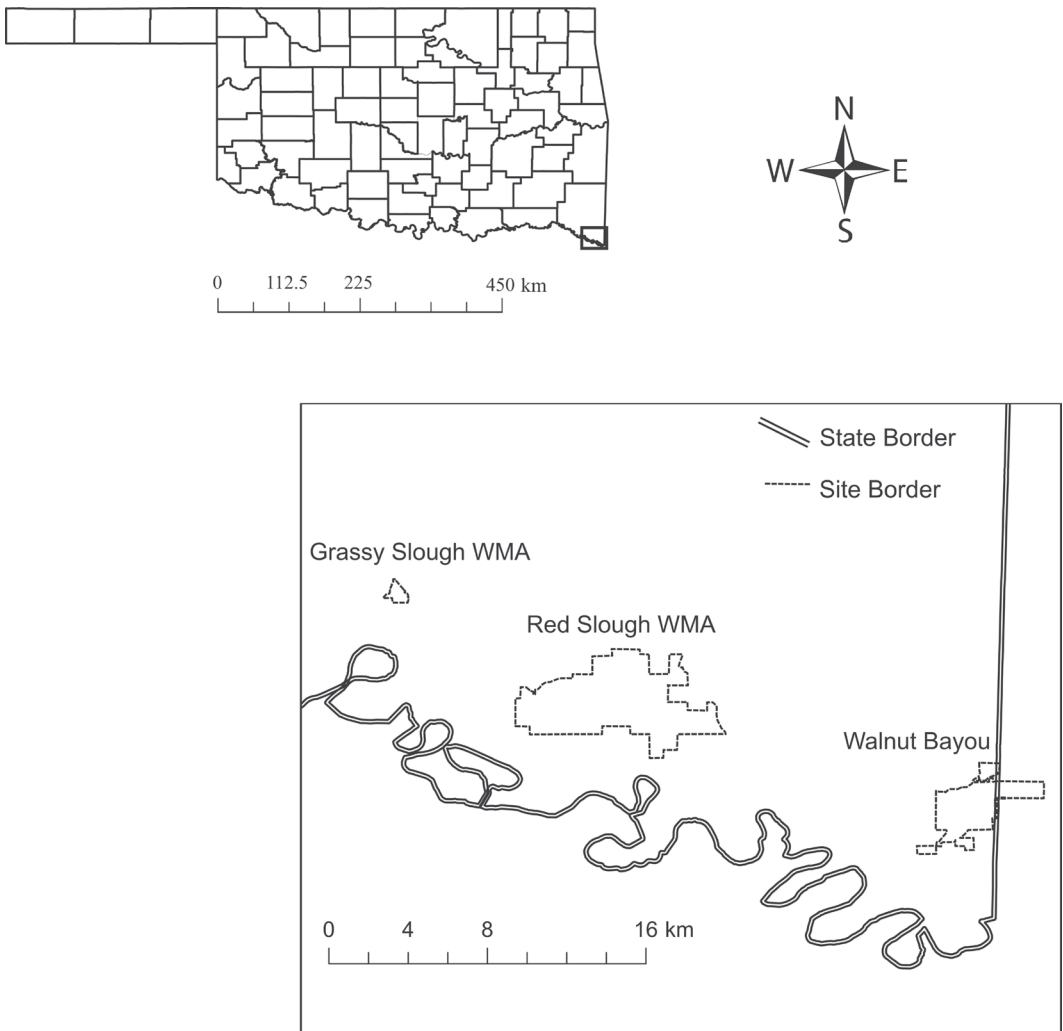 N
W E
S
0 112.5 225 450 km
State Border
Site Border
Grassy Slough WMA
Red Slough WMA
Walnut Bayou
0 4 8 16 km